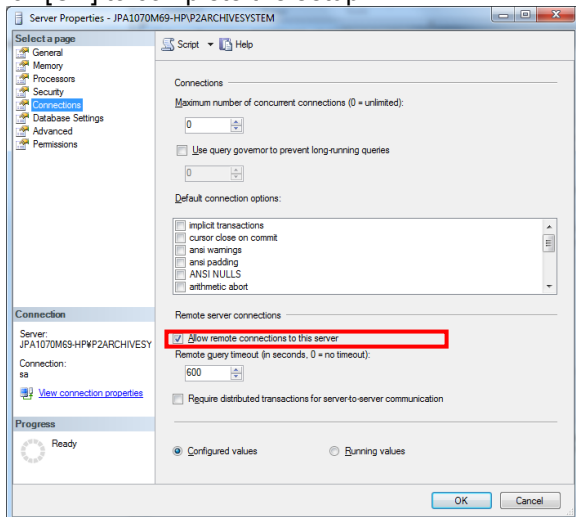 Server Properties - JPA1070M69-HP\P2ARCHIVESYSTEM
Select a page
General
Memory
Processors
Security
Connections
Database Settings
Advanced
Permissions
Script
Help
Connections
Maximum number of concurrent connections (0 = unlimited):
0
Use query governor to prevent long-running queries
0
Default connection options:
implicit transactions
cursor close on commit
ansi warnings
ansi padding
ANSI NULLS
arithmetic abort
Connection
Server:
JPA1070M69-HP¥P2ARCHIVESY
Connection:
sa
View connection properties
Progress
Ready
Remote server connections
Allow remote connections to this server
Remote query timeout (in seconds, 0 = no timeout):
600
Require distributed transactions for server-to-server communication
Configured values
Running values
OK
Cancel